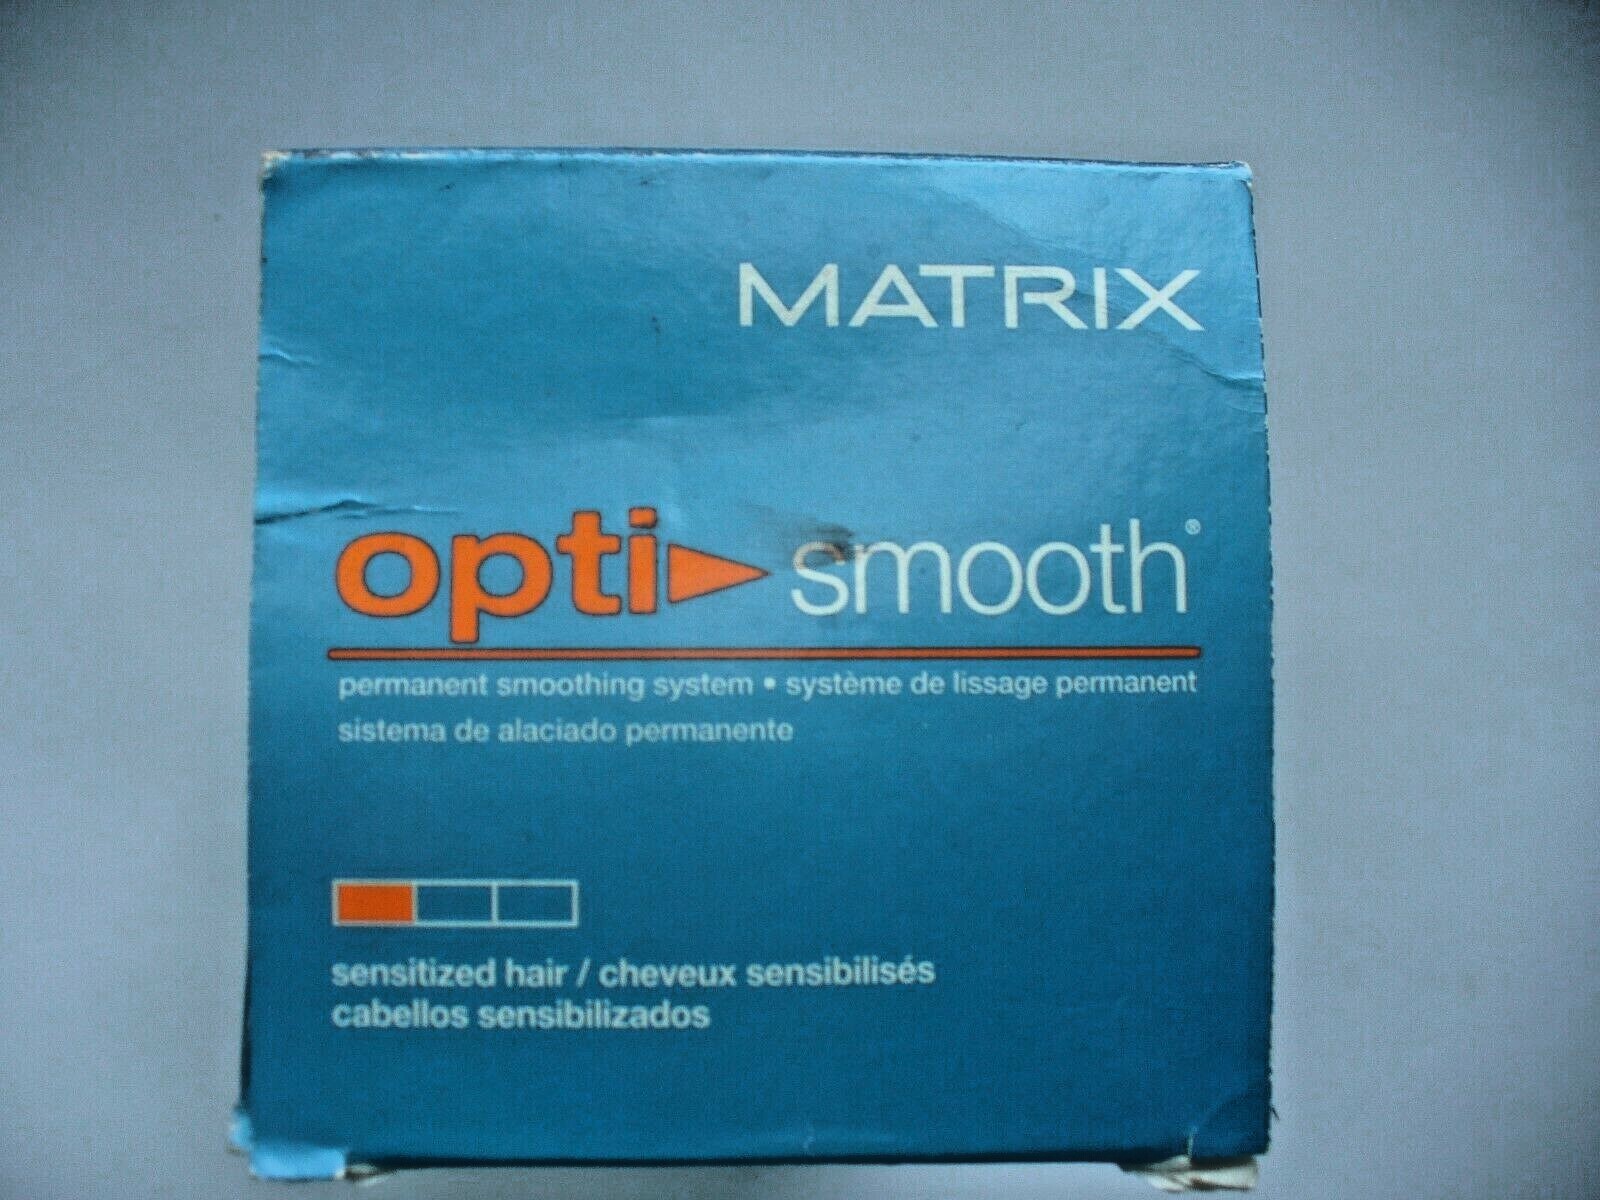 MATRIX
opti smooth®
permanent smoothing system • système de lissage permanent
sistema de alaciado permanente
sensitized hair / cheveux sensibilisés
cabellos sensibilizados